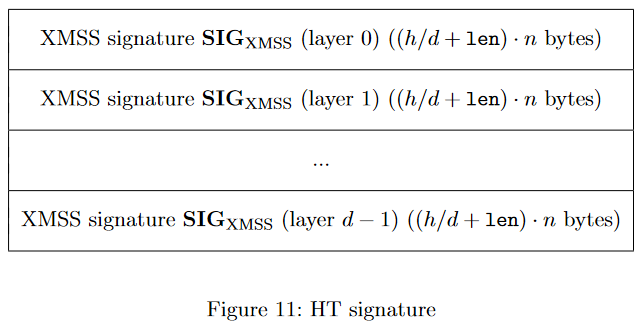 XMSS signature SIG_XMSS (layer 0) ((h/d + len) · n bytes)
XMSS signature SIG_XMSS (layer 1) ((h/d + len) · n bytes)
...
XMSS signature SIG_XMSS (layer d − 1) ((h/d + len) · n bytes)
Figure 11: HT signature